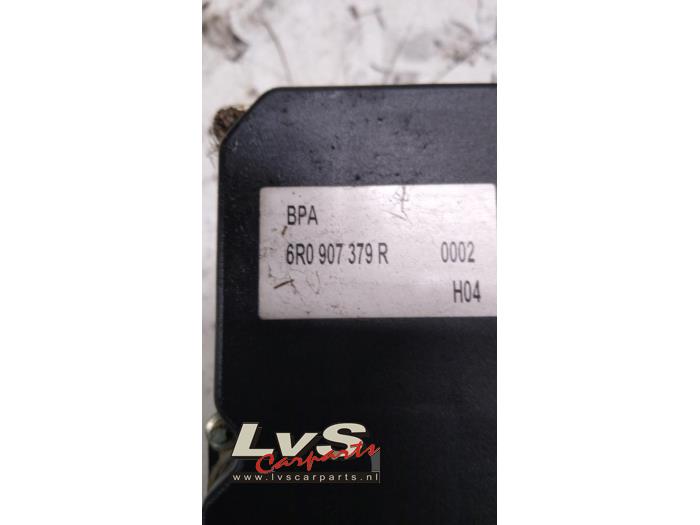 BPA
6R0 907 379 R 0002
H04
LvS
Carparts
www.lvscarparts.nl